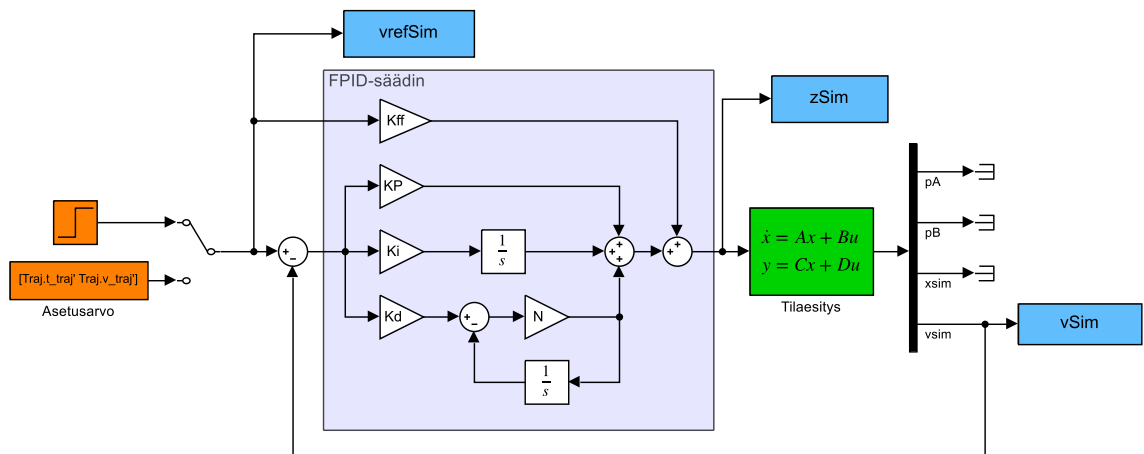 vrefSim
FPID-säädin
zSim
Kff
KP
pA
pB
ẋ = Ax + Bu
y = Cx + Du
Ki
1
s
+
−
+
+
+
+
+
xsim
[Traj.t_traj' Traj.v_traj']
Asetusarvo
Kd
+
−
N
Tilaesitys
vsim
vSim
1
s